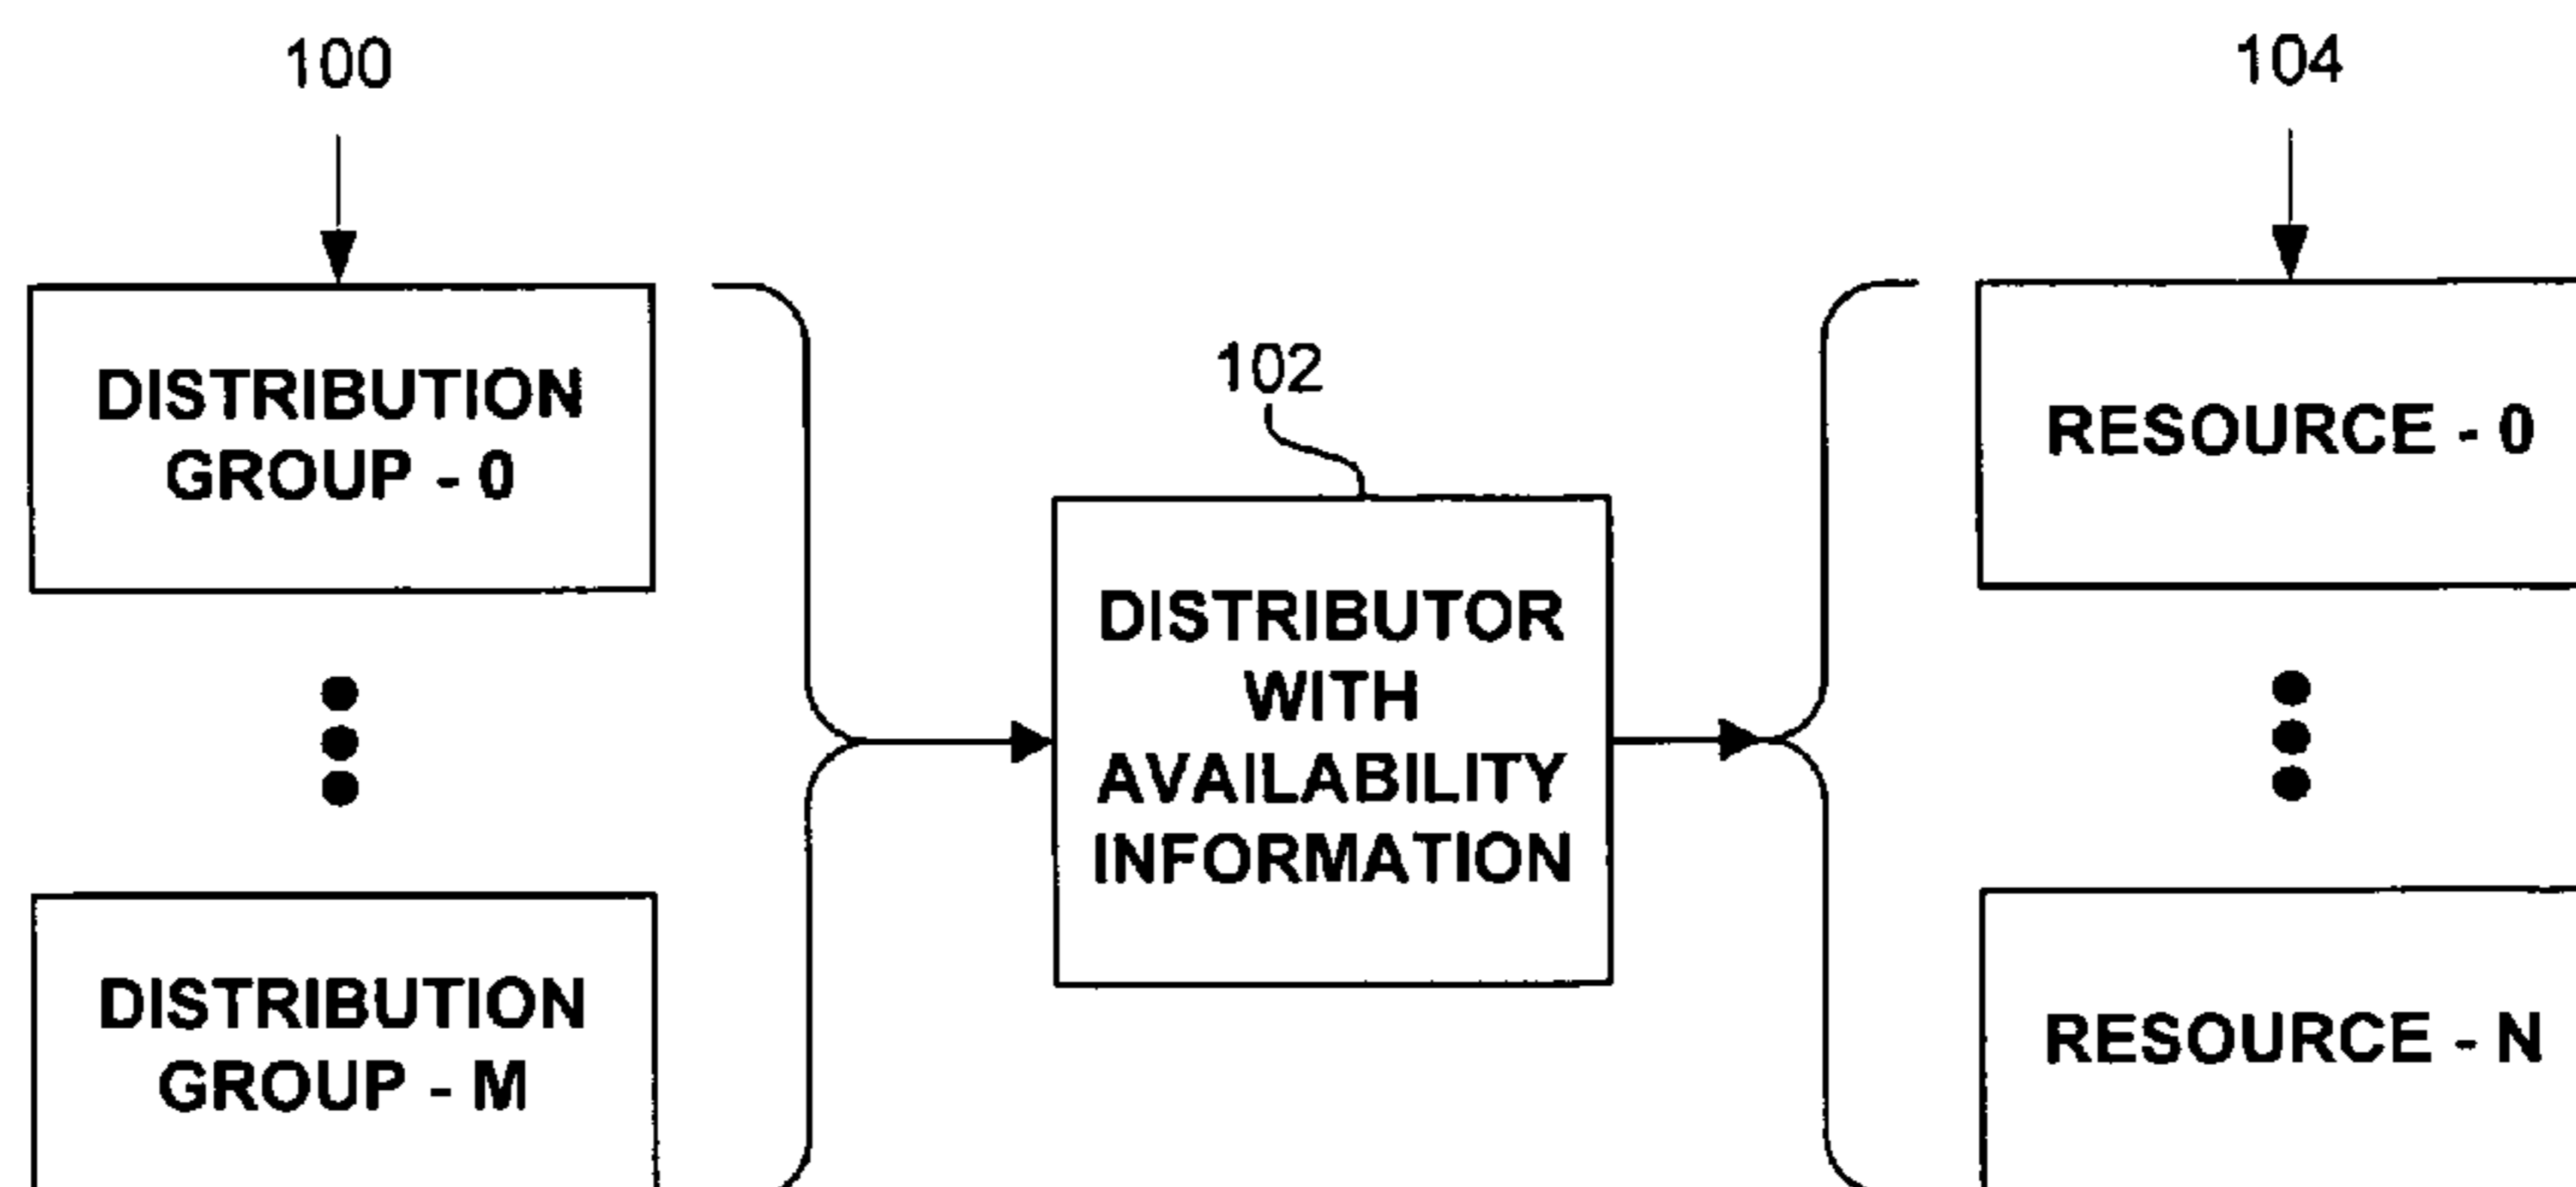 100
104
DISTRIBUTION
GROUP - 0
102
RESOURCE - 0
DISTRIBUTOR
WITH
AVAILABILITY
INFORMATION
DISTRIBUTION
GROUP - M
RESOURCE - N